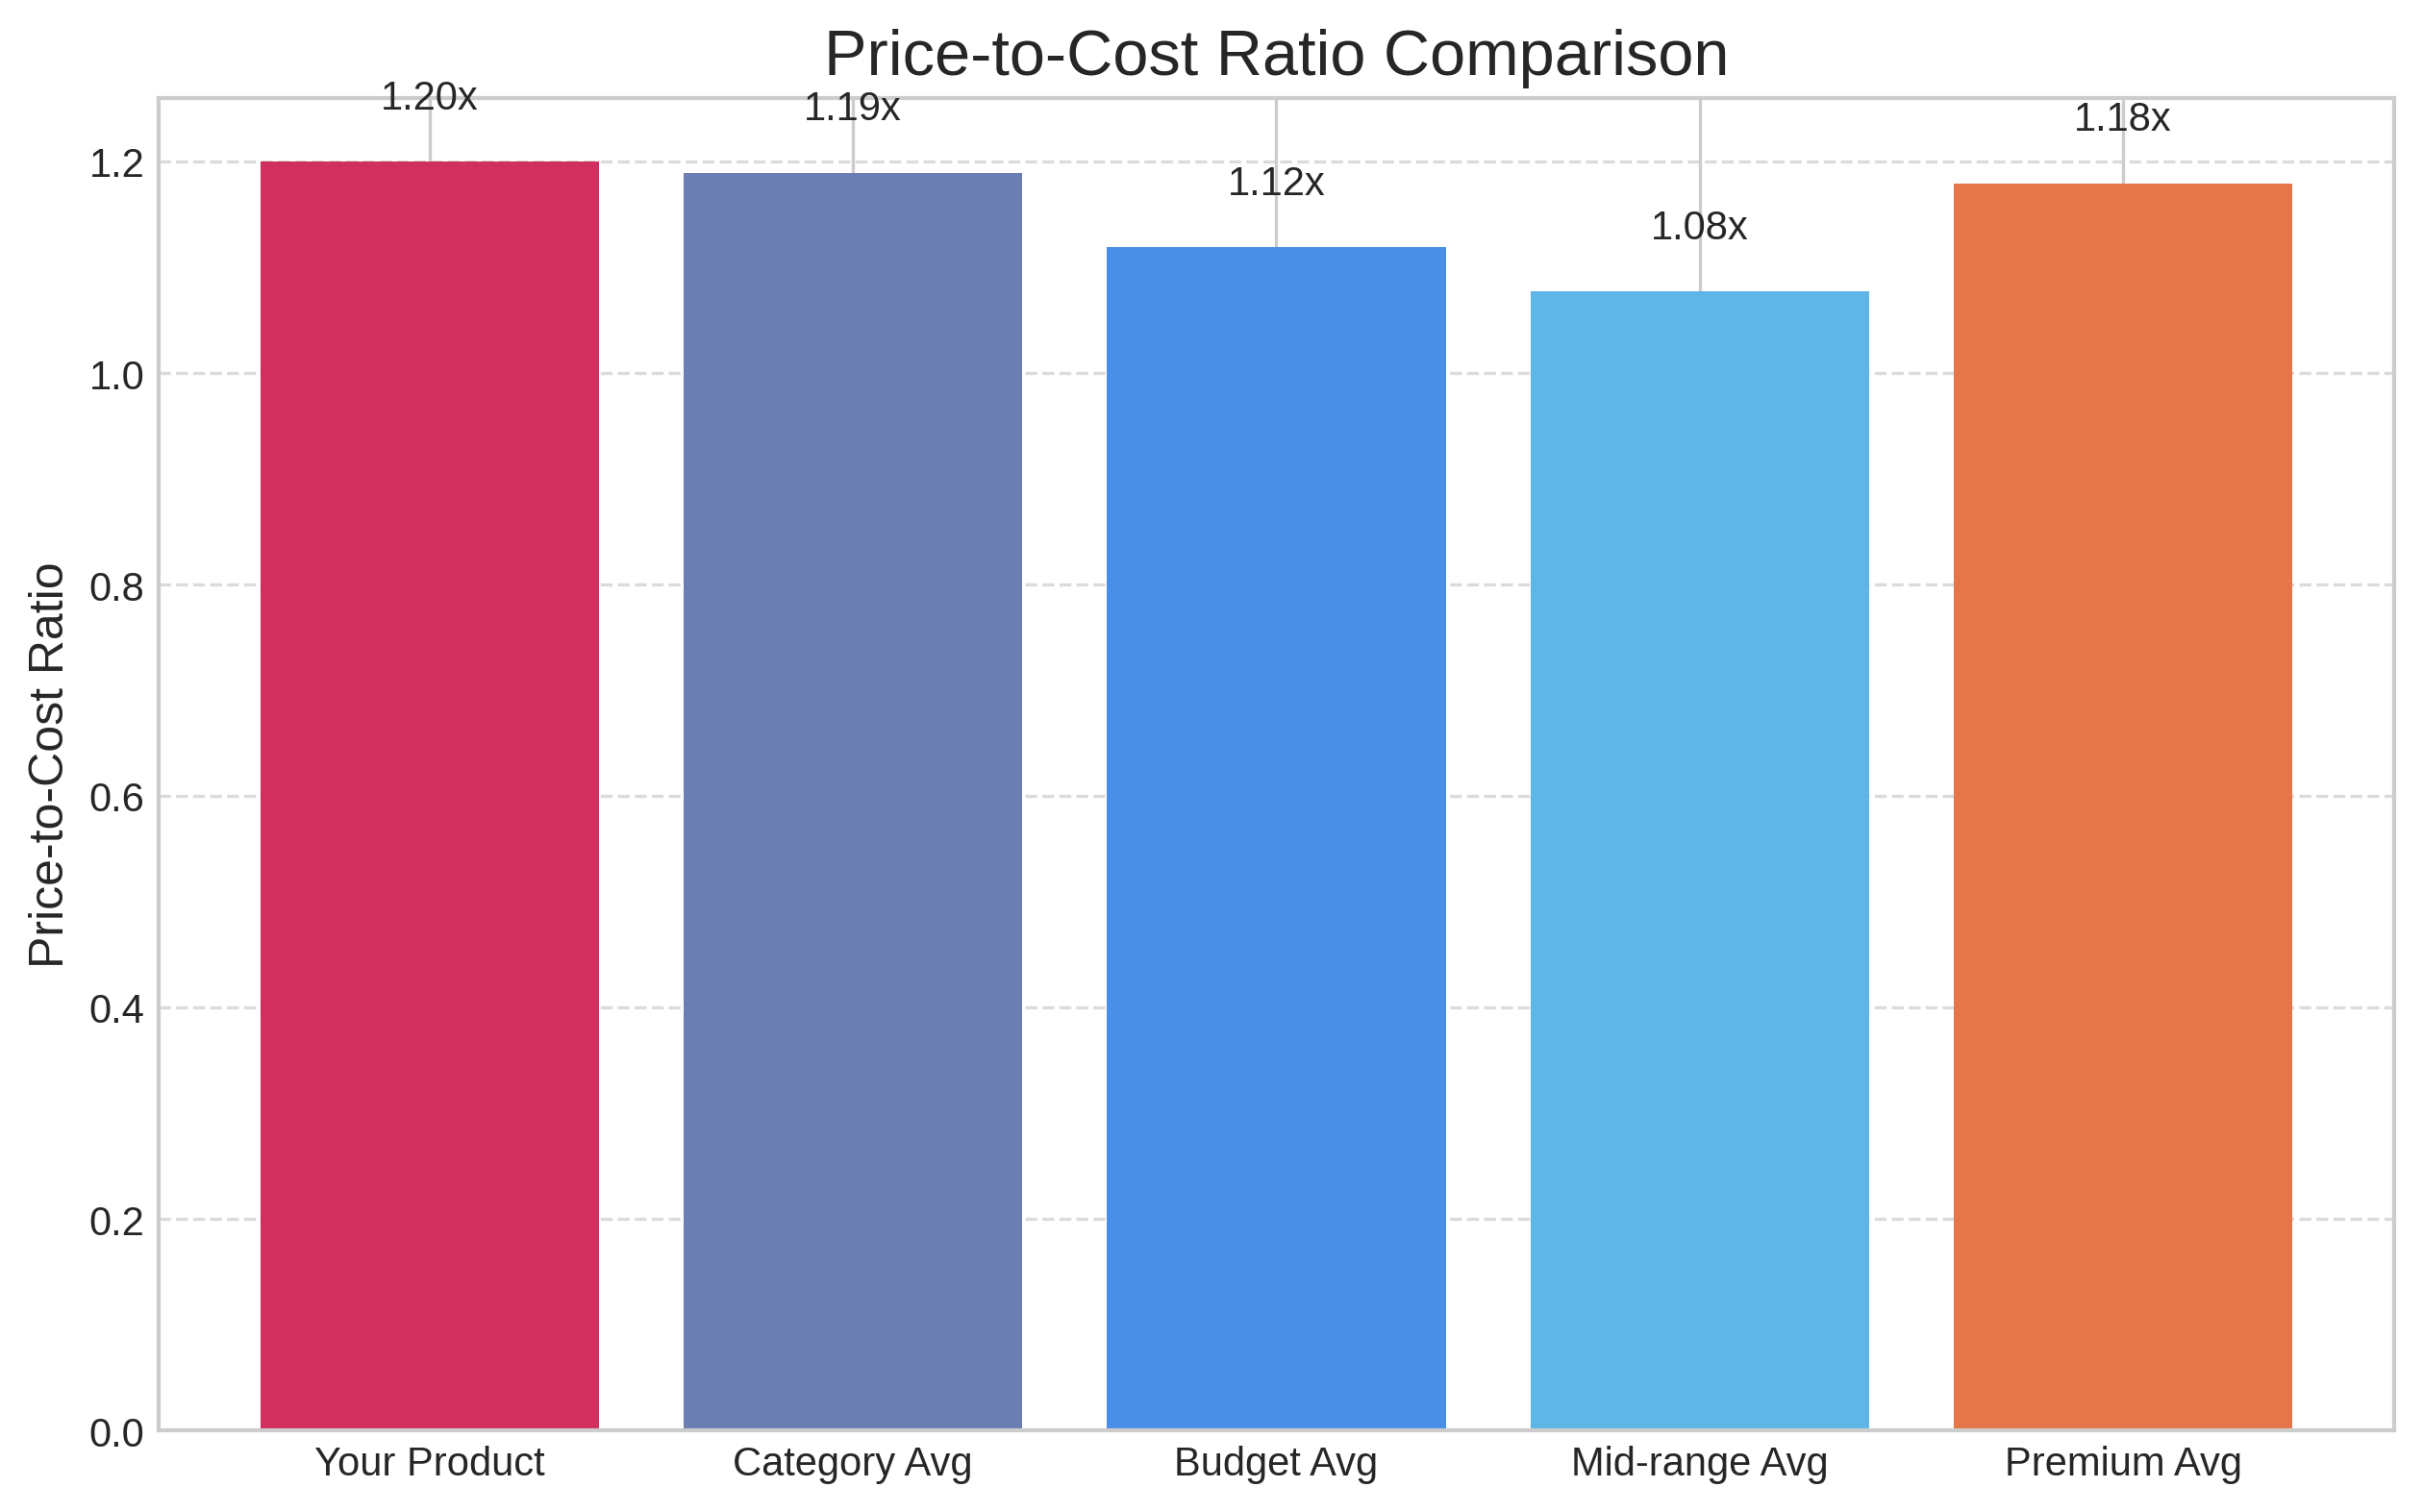 Price-to-Cost Ratio Comparison
1.20x
1.19x
1.12x
1.08x
1.18x
Price-to-Cost Ratio
1.2
1.0
0.8
0.6
0.4
0.2
0.0
Your Product
Category Avg
Budget Avg
Mid-range Avg
Premium Avg